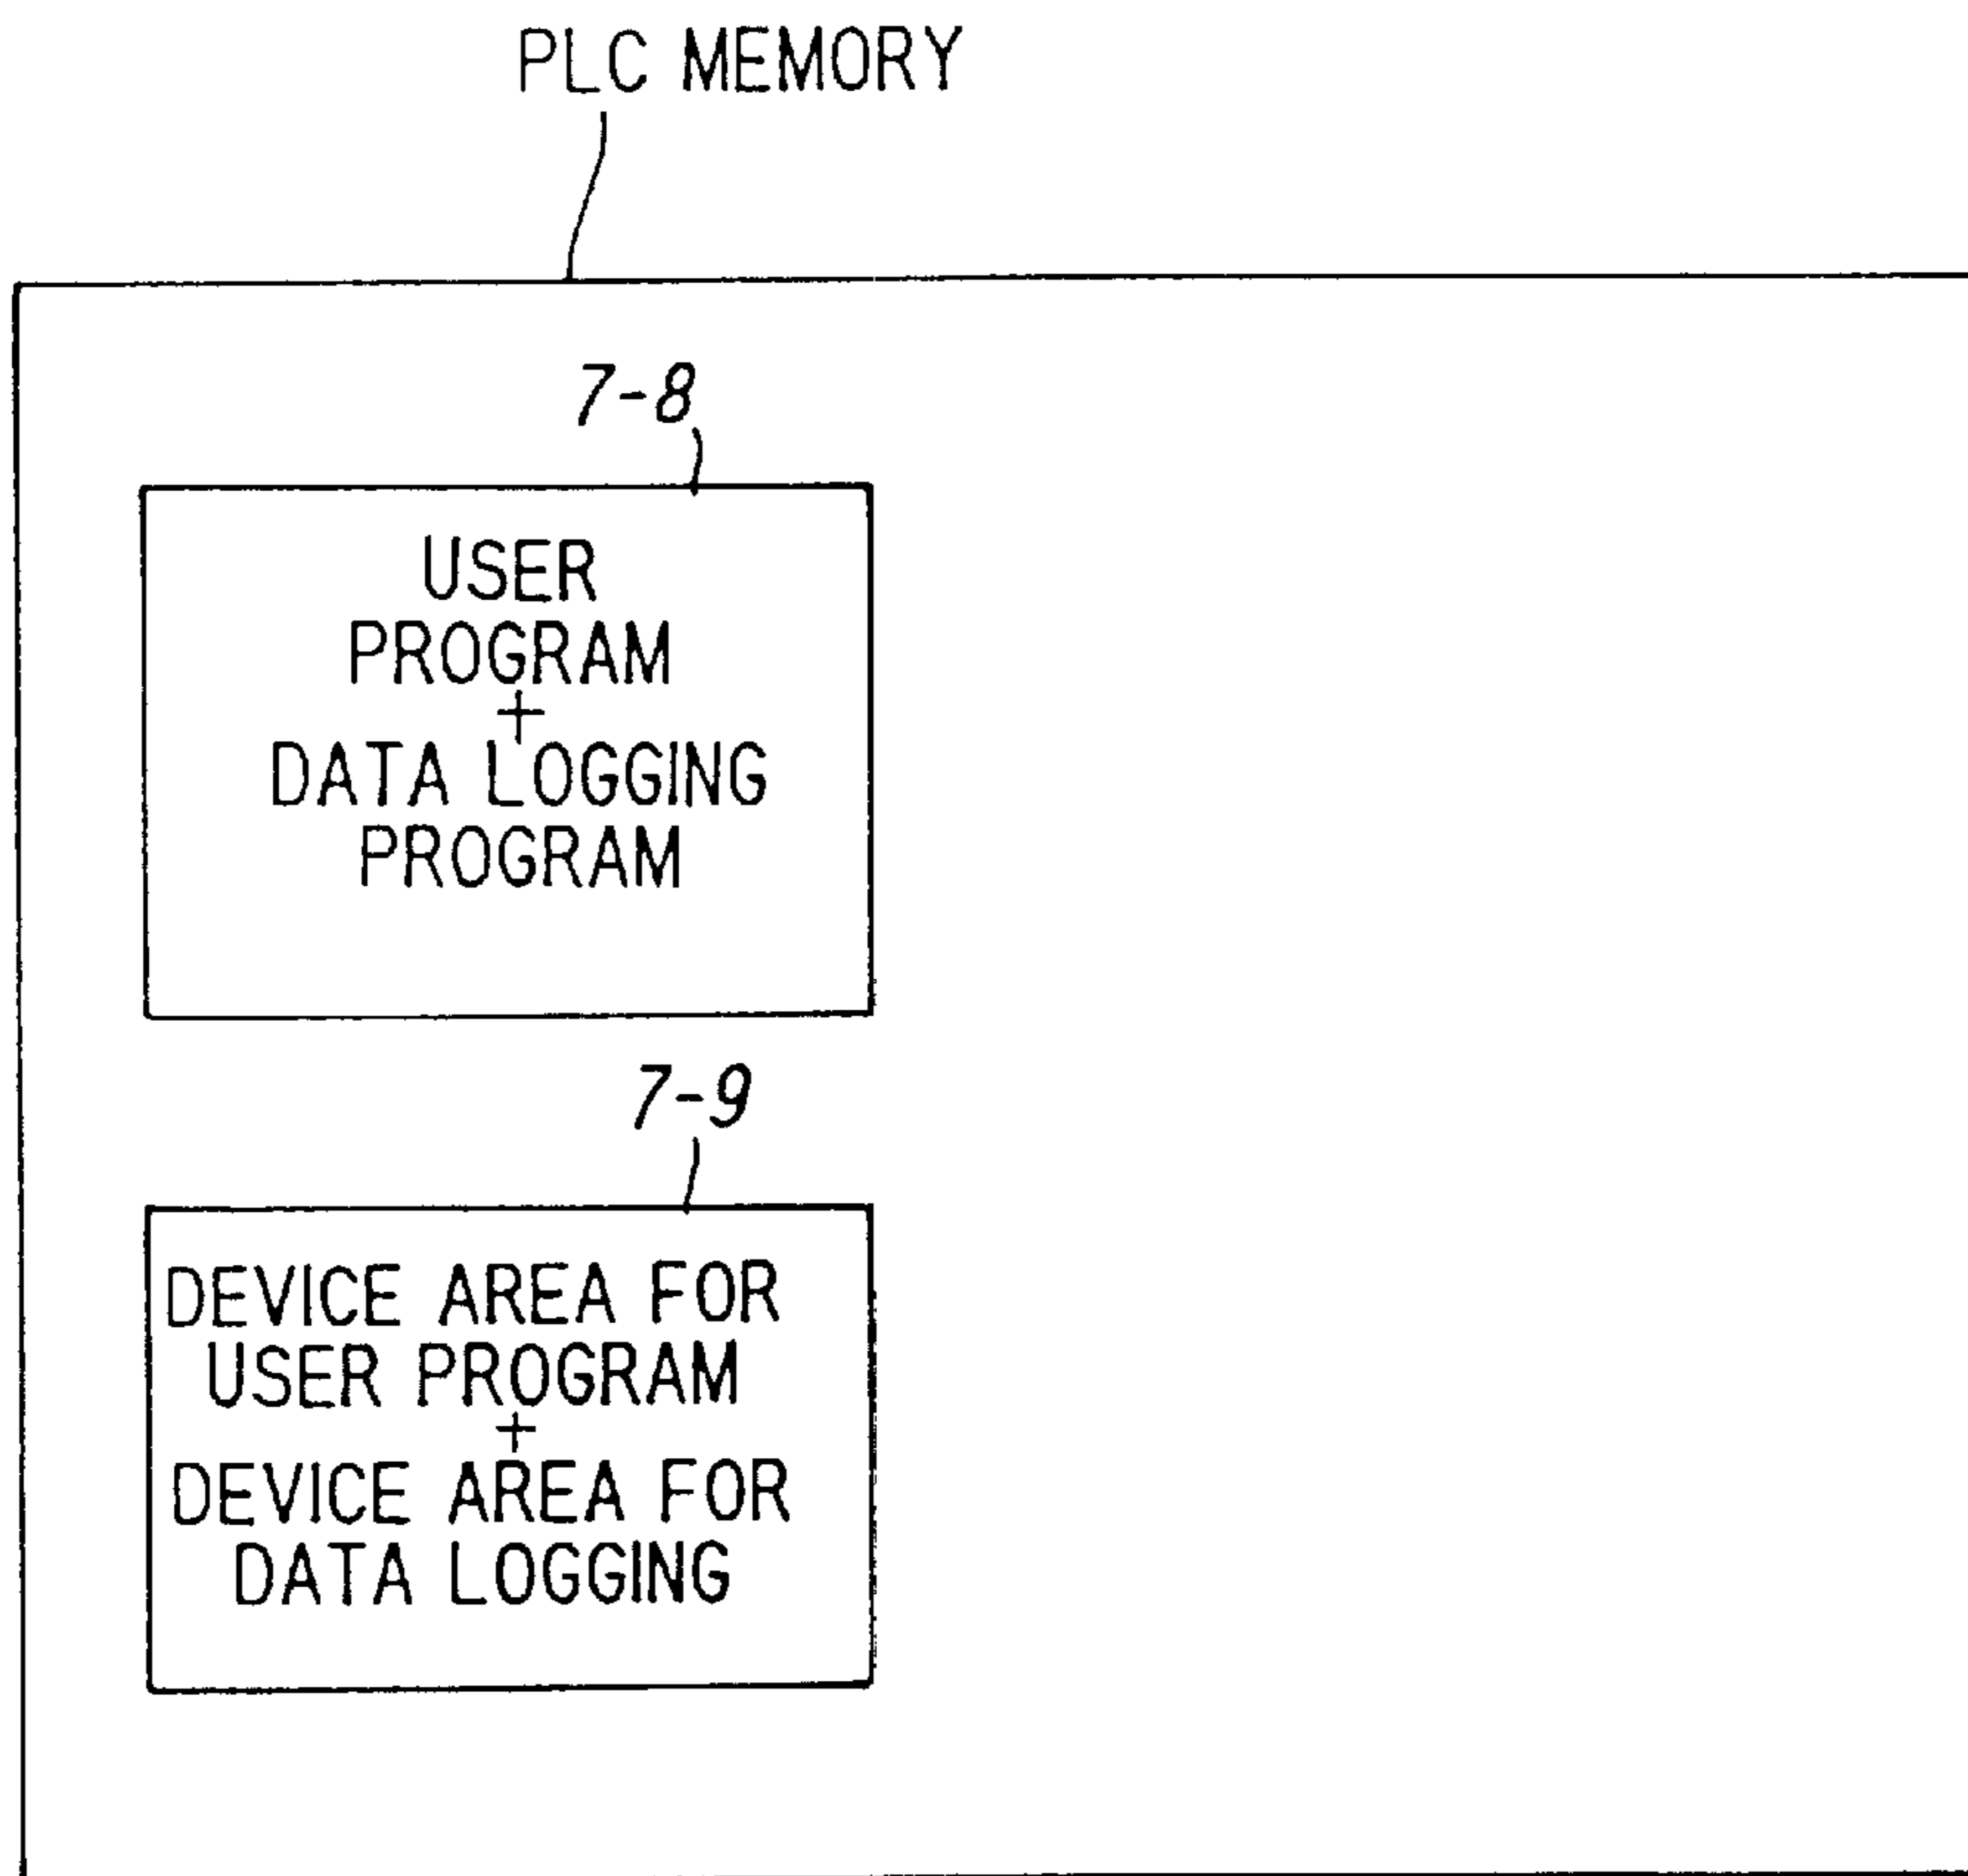 PLC MEMORY
7-8
USER
PROGRAM
+
DATA LOGGING
PROGRAM
7-9
DEVICE AREA FOR
USER PROGRAM
+
DEVICE AREA FOR
DATA LOGGING